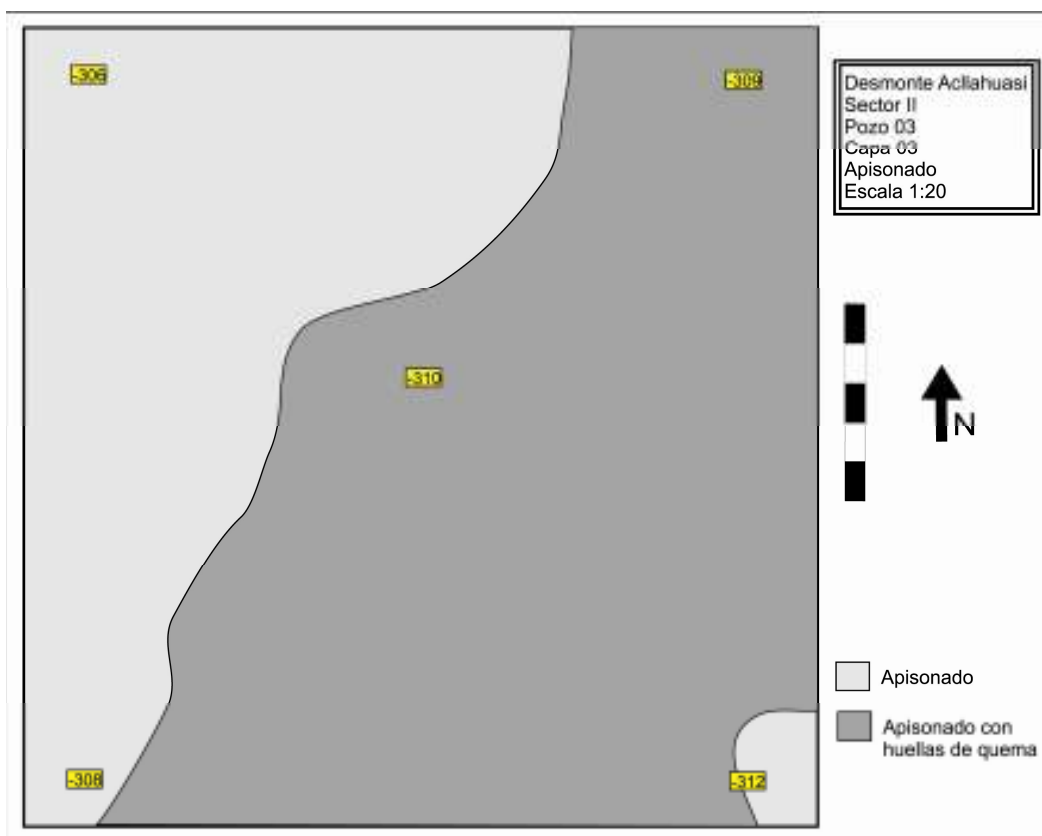 -306
-309
Desmonte Acllahuasi
Sector II
Pozo 03
Capa 03
Apisonado
Escala 1:20
-310
N
Apisonado
Apisonado con
huellas de quema
-308
-312